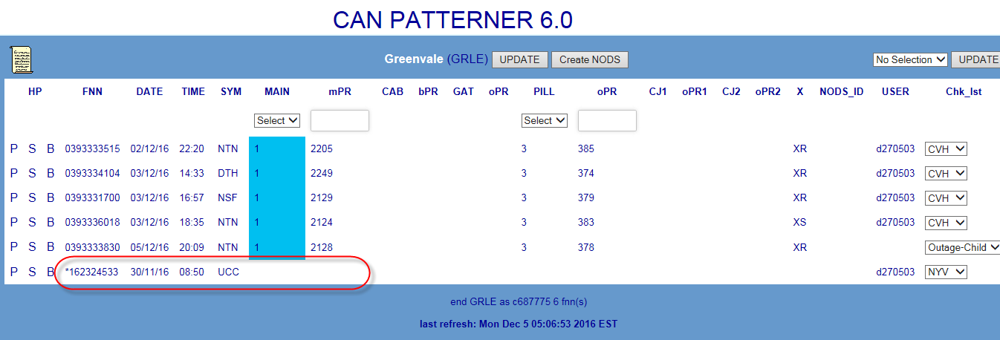 CAN PATTERNER 6.0
Greenvale (GRLE) UPDATE Create NODS No Selection UPDATE
HP FNN DATE TIME SYM MAIN mPR CAB bPR GAT oPR PILL oPR CJ1 oPR1 CJ2 oPR2 X NODS_ID USER Chk_lst
Select Select
P S B 0393333515 02/12/16 22:20 NTN 1 2205 3 385 XR d270503 CVH
P S B 0393334104 03/12/16 14:33 DTH 1 2249 3 374 XR d270503 CVH
P S B 0393331700 03/12/16 16:57 NSF 1 2129 3 379 XR d270503 CVH
P S B 0393336018 03/12/16 18:35 NTN 1 2124 3 383 XS d270503 CVH
P S B 0393333830 05/12/16 20:09 NTN 1 2128 3 378 XR Outage-Child
P S B *162324533 30/11/16 08:50 UCC d270503 NYV
end GRLE as c687775 6 fnn(s)
last refresh: Mon Dec 5 05:06:53 2016 EST